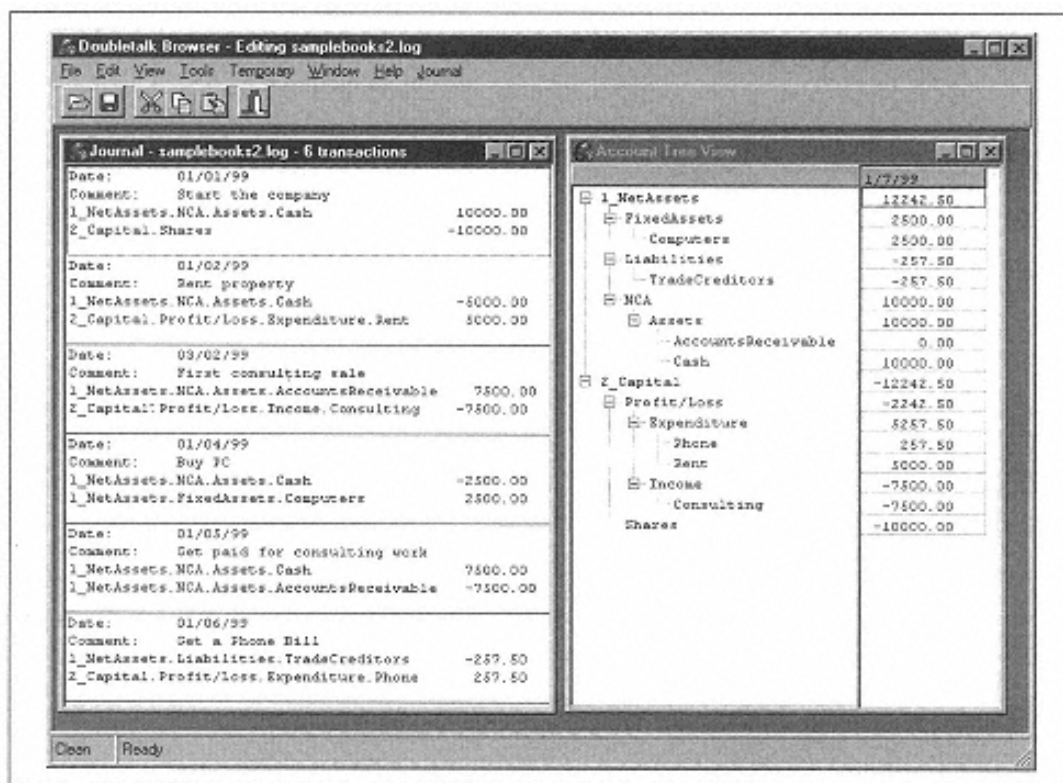 Doubletalk Browser - Editing samplebooks2.log
File Edit View Tools Temporary Window Help Journal
Journal - samplebooks2.log - 6 transactions
Date: 01/01/99
Comment: Start the company
1_NetAssets.NCA.Assets.Cash 10000.00
2_Capital.Shares -10000.00
Date: 01/02/99
Comment: Rent property
1_NetAssets.NCA.Assets.Cash -5000.00
2_Capital.Profit/Loss.Expenditure.Rent 5000.00
Date: 03/02/99
Comment: First consulting sale
1_NetAssets.NCA.Assets.AccountsReceivable 7500.00
2_Capital.Profit/Loss.Income.Consulting -7500.00
Date: 01/04/99
Comment: Buy PC
1_NetAssets.NCA.Assets.Cash -2500.00
1_NetAssets.FixedAssets.Computers 2500.00
Date: 01/05/99
Comment: Get paid for consulting work
1_NetAssets.NCA.Assets.Cash 7500.00
1_NetAssets.NCA.Assets.AccountsReceivable -7500.00
Date: 01/06/99
Comment: Get a Phone Bill
1_NetAssets.Liabilities.TradeCreditors -257.50
2_Capital.Profit/Loss.Expenditure.Phone 257.50
Account Tree View
1/7/99
1_NetAssets 12242.50
FixedAssets 2500.00
Computers 2500.00
Liabilities -257.50
TradeCreditors -257.50
NCA 10000.00
Assets 10000.00
AccountsReceivable 0.00
Cash 10000.00
2_Capital -12242.50
Profit/Loss -2242.50
Expenditure 5257.50
Phone 257.50
Rent 5000.00
Income -7500.00
Consulting -7500.00
Shares -10000.00
Clean Ready